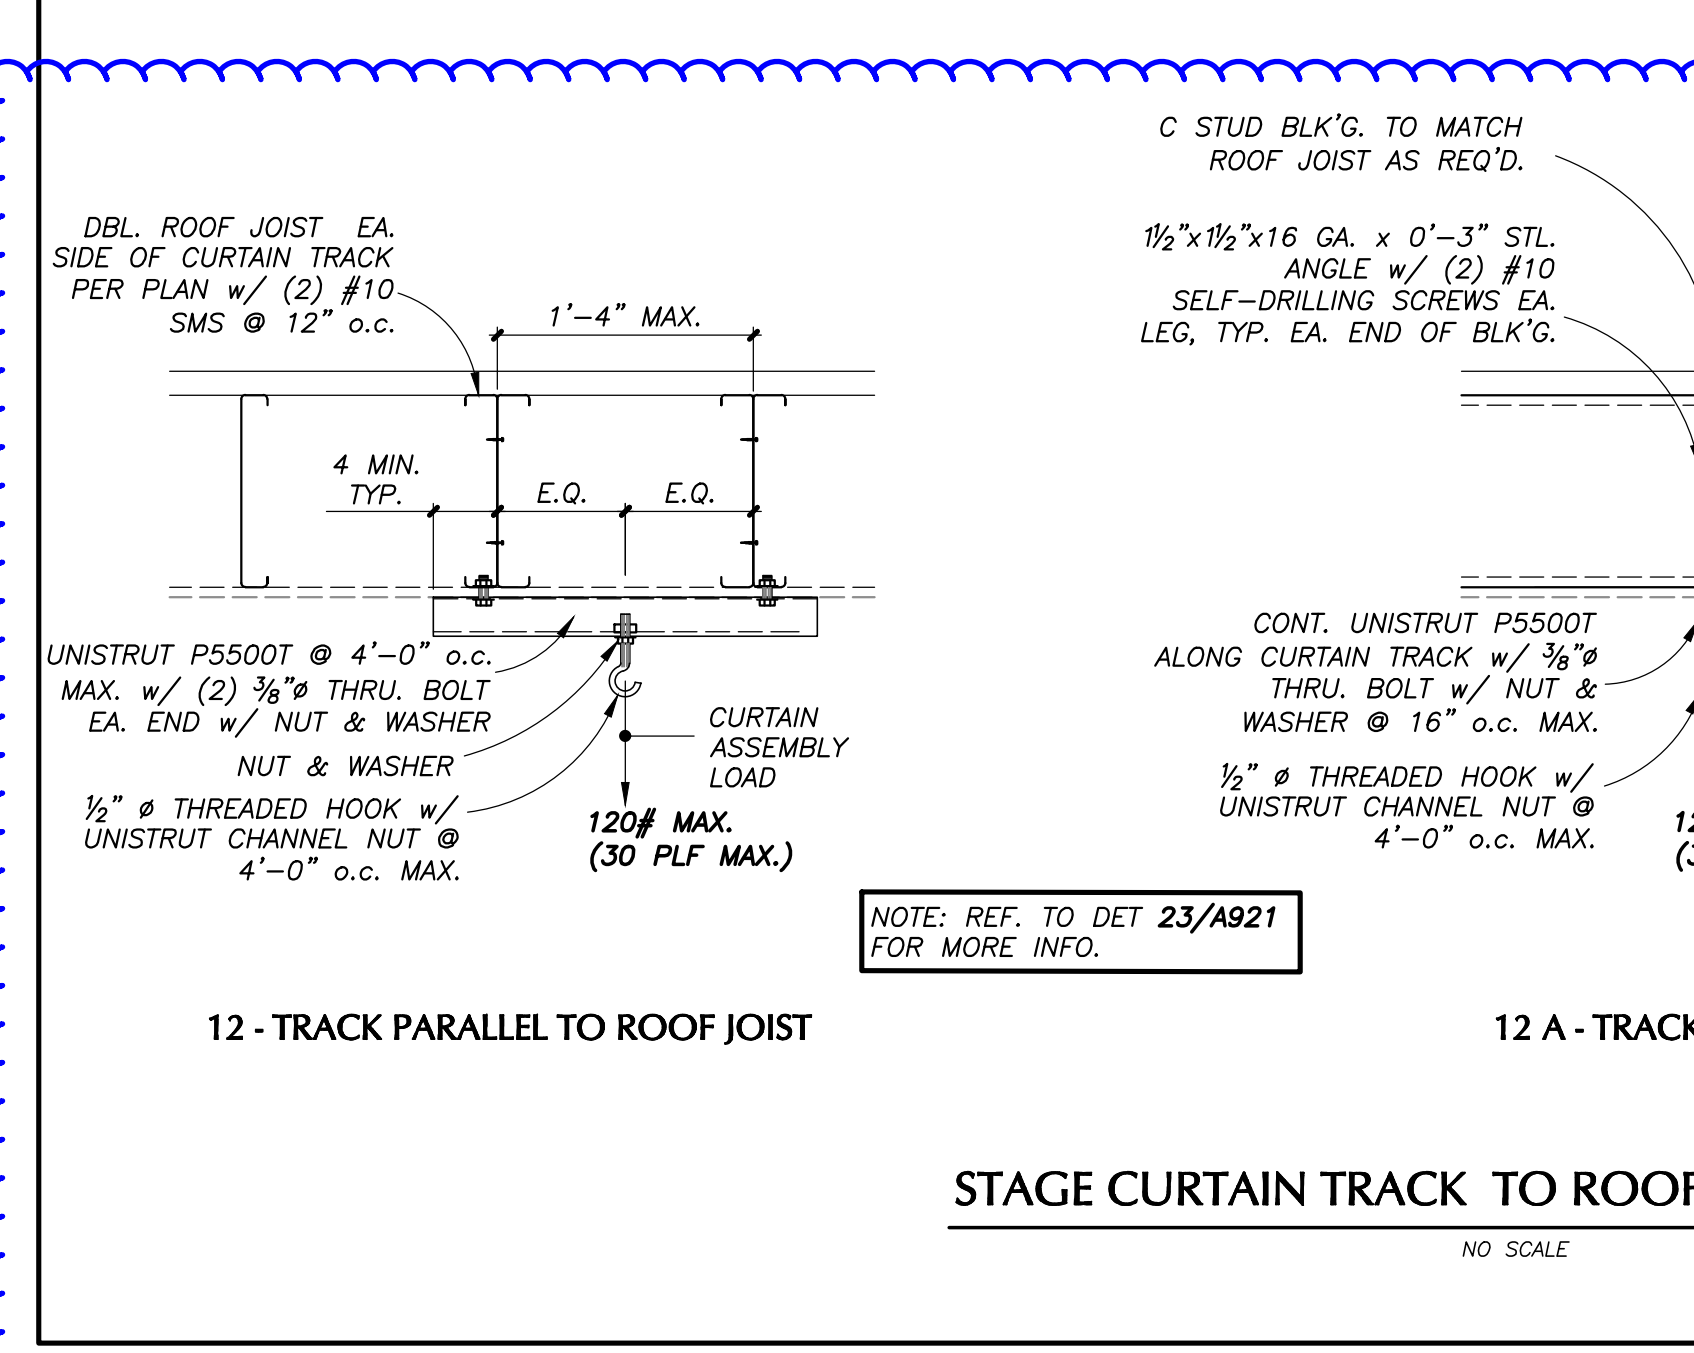 C STUD BLK'G. TO MATCH
ROOF JOIST AS REQ'D.
DBL. ROOF JOIST EA.
SIDE OF CURTAIN TRACK
PER PLAN w/ (2) #10
SMS @ 12" o.c.
1½"x1½"x16 GA. x 0'-3" STL.
ANGLE w/ (2) #10
SELF-DRILLING SCREWS EA.
LEG, TYP. EA. END OF BLK'G.
1'-4" MAX.
4 MIN.
TYP.
E.Q.
E.Q.
UNISTRUT P5500T @ 4'-0" o.c.
MAX. w/ (2) ⅜"ø THRU. BOLT
EA. END w/ NUT & WASHER
NUT & WASHER
½" ø THREADED HOOK w/
UNISTRUT CHANNEL NUT @
4'-0" o.c. MAX.
CURTAIN
ASSEMBLY
LOAD
120# MAX.
(30 PLF MAX.)
CONT. UNISTRUT P5500T
ALONG CURTAIN TRACK w/ ⅜"ø
THRU. BOLT w/ NUT &
WASHER @ 16" o.c. MAX.
½" ø THREADED HOOK w/
UNISTRUT CHANNEL NUT @
4'-0" o.c. MAX.
NOTE: REF. TO DET 23/A921
FOR MORE INFO.
12 - TRACK PARALLEL TO ROOF JOIST
12 A - TRACK
STAGE CURTAIN TRACK TO ROOF
NO SCALE